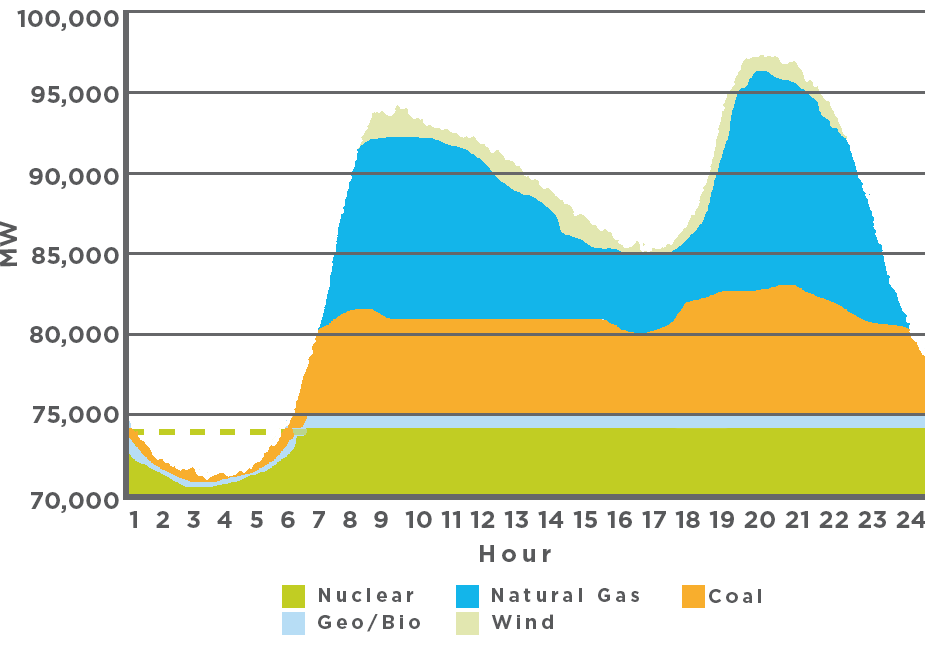 100,000
95,000
90,000
85,000
80,000
75,000
70,000
MW
1 2 3 4 5 6 7 8 9 10 11 12 13 14 15 16 17 18 19 20 21 22 23 24
Hour
Nuclear Natural Gas Coal
Geo/Bio Wind